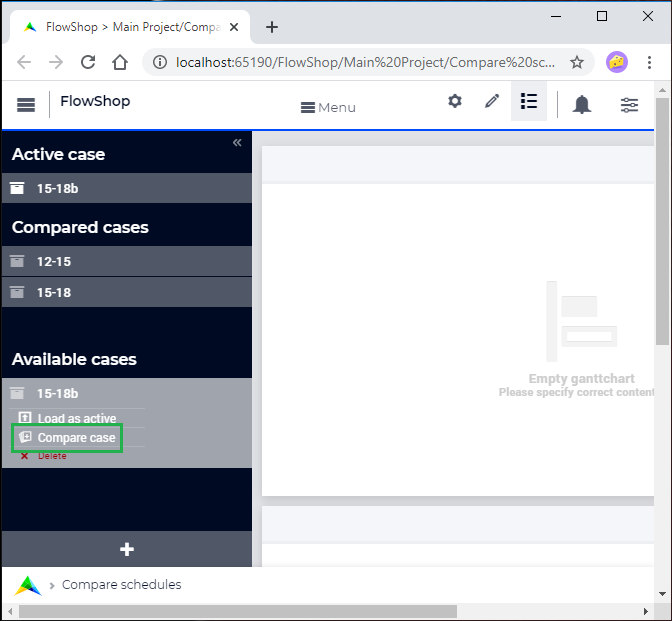 FlowShop > Main Project/Compa
localhost:65190/FlowShop/Main%20Project/Compare%20sc...
FlowShop
Menu
Active case
15-18b
Compared cases
12-15
15-18
Available cases
15-18b
Load as active
Compare case
Delete
Empty ganttchart
Please specify correct content
Compare schedules